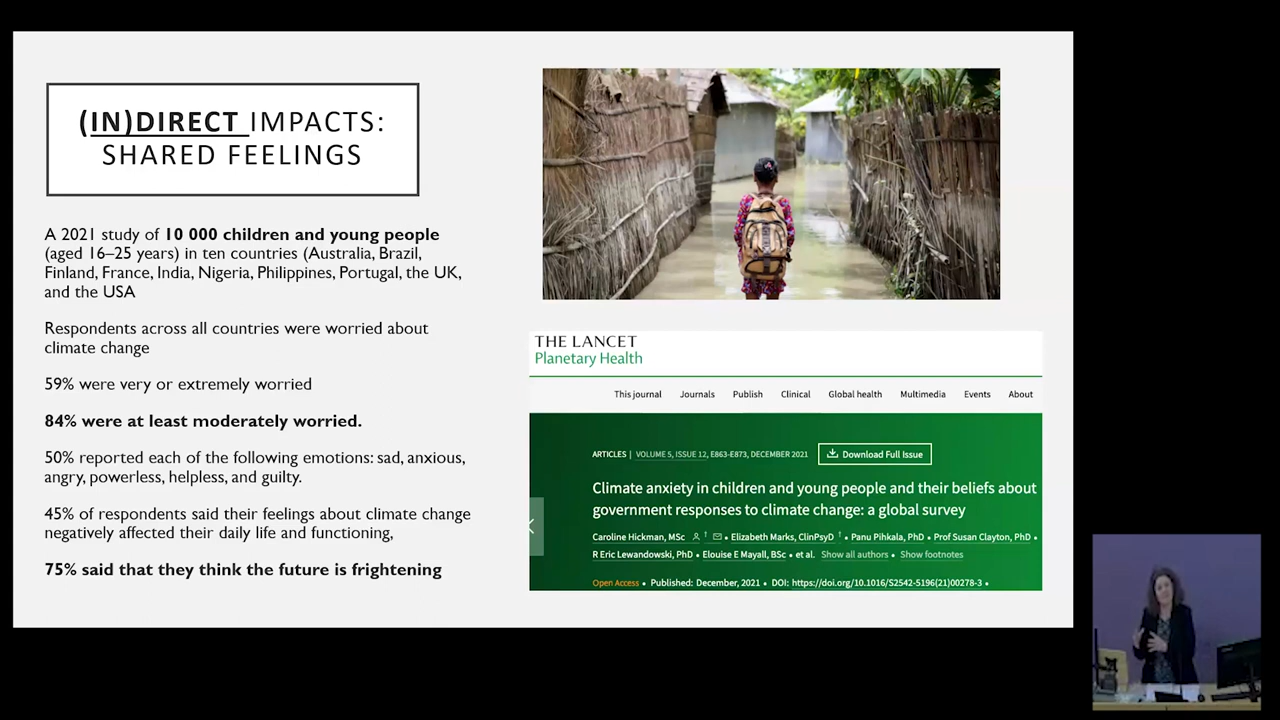 (IN)DIRECT IMPACTS:
SHARED FEELINGS
A 2021 study of 10 000 children and young people
(aged 16–25 years) in ten countries (Australia, Brazil,
Finland, France, India, Nigeria, Philippines, Portugal, the UK,
and the USA
Respondents across all countries were worried about
climate change
59% were very or extremely worried
84% were at least moderately worried.
50% reported each of the following emotions: sad, anxious,
angry, powerless, helpless, and guilty.
45% of respondents said their feelings about climate change
negatively affected their daily life and functioning,
75% said that they think the future is frightening
THE LANCET
Planetary Health
This journal Journals Publish Clinical Global health Multimedia Events About
ARTICLES | VOLUME 5, ISSUE 12, E863-E873, DECEMBER 2021 Download Full Issue
Climate anxiety in children and young people and their beliefs about
government responses to climate change: a global survey
Caroline Hickman, MSc † • Elizabeth Marks, ClinPsyD † • Panu Pihkala, PhD • Prof Susan Clayton, PhD •
R Eric Lewandowski, PhD • Elouise E Mayall, BSc • et al. Show all authors • Show footnotes
Open Access • Published: December, 2021 • DOI: https://doi.org/10.1016/S2542-5196(21)00278-3 •